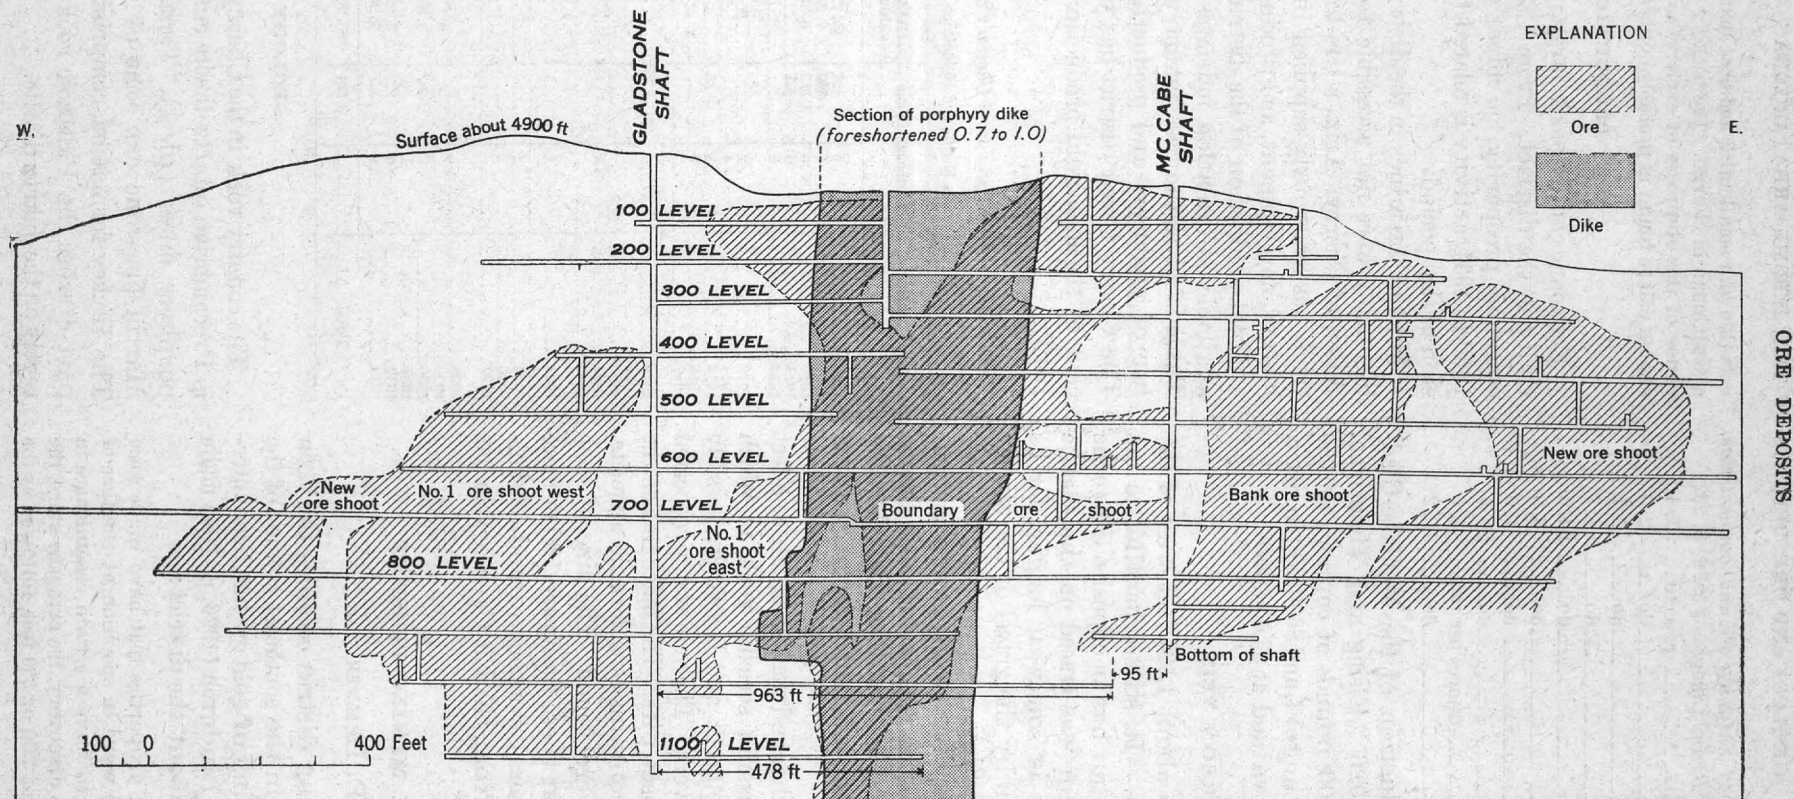 EXPLANATION
Ore
Dike
W.
E.
Surface about 4900 ft
GLADSTONE
SHAFT
Section of porphyry dike
(foreshortened 0.7 to 1.0)
MC CABE
SHAFT
100 LEVEL
200 LEVEL
300 LEVEL
400 LEVEL
500 LEVEL
600 LEVEL
700 LEVEL
800 LEVEL
1100 LEVEL
New
ore shoot
No. 1 ore shoot west
No. 1
ore shoot
east
Boundary ore shoot
Bank ore shoot
New ore shoot
Bottom of shaft
95 ft
963 ft
478 ft
100 0 400 Feet
ORE DEPOSITS